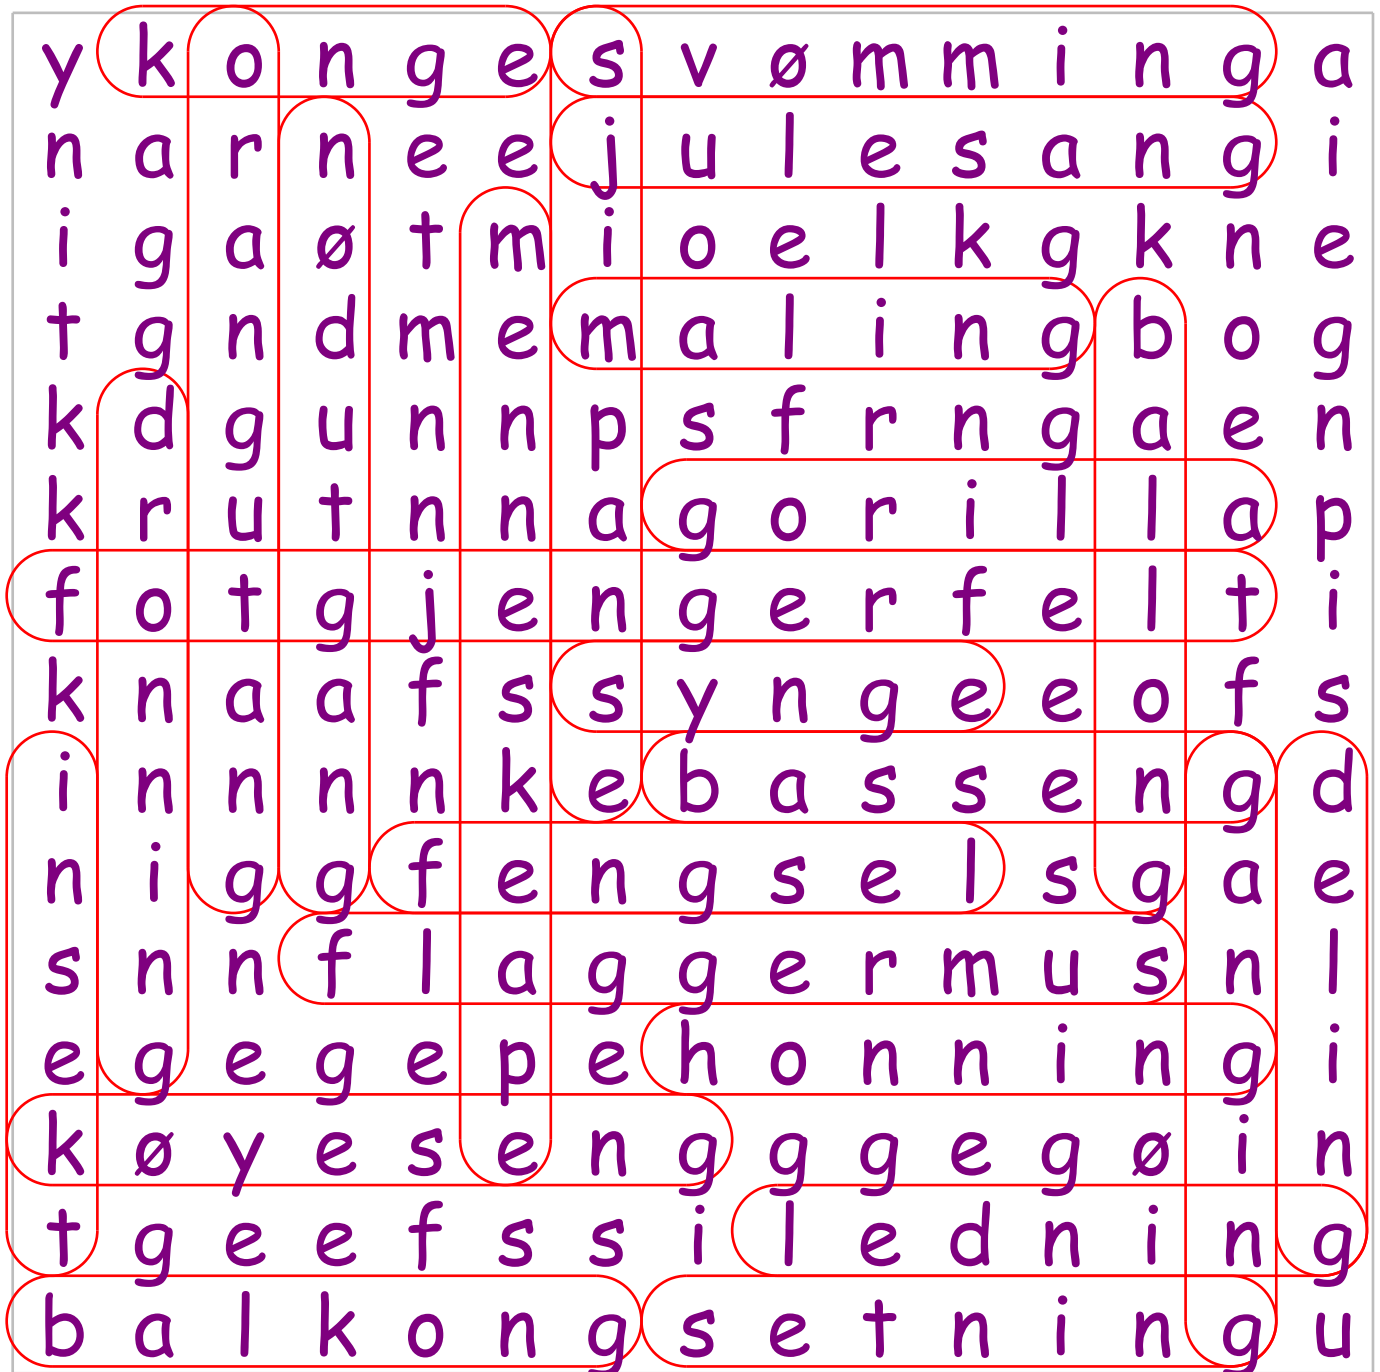 y k o n g e s v ø m m i n g a
n a r n e e j u l e s a n g i
i g a ø t m i o e l k g k n e
t g n d m e m a l i n g b o g
k d g u n n p s f r n g a e n
k r u t n n a g o r i l l a p
f o t g j e n g e r f e l t i
k n a a f s s y n g e e o f s
i n n n n k e b a s s e n g d
n i g g f e n g s e l s g a e
s n n f l a g g e r m u s n l
e g e g e p e h o n n i n g i
k ø y e s e n g g g e g ø i n
t g e e f s s i l e d n i n g
b a l k o n g s e t n i n g u